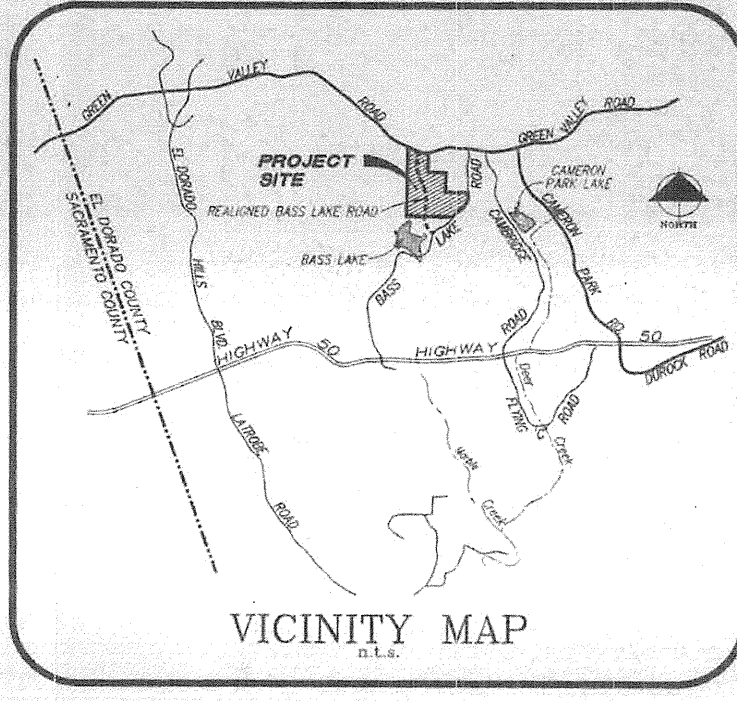 GREEN VALLEY ROAD
GREEN VALLEY ROAD
PROJECT
SITE
REALIGNED BASS LAKE ROAD
BASS LAKE
BASS LAKE ROAD
CAMERON
PARK LAKE
CAMERON PARK RD.
CAMBRIDGE ROAD
NORTH
EL DORADO COUNTY
SACRAMENTO COUNTY
EL DORADO HILLS BLVD.
HIGHWAY 50
HIGHWAY 50
DUROCK ROAD
LATROBE ROAD
FLYING C ROAD
Deer Creek
Marble Creek
VICINITY MAP
n.t.s.